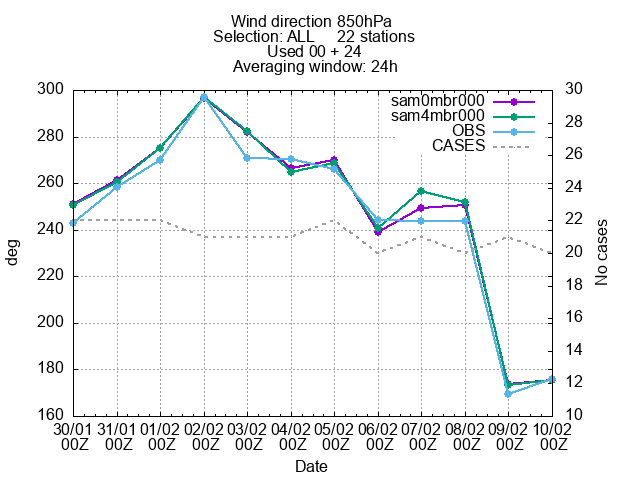 Wind direction 850hPa
Selection: ALL     22 stations
Used 00 + 24
Averaging window: 24h
sam0mbr000
sam4mbr000
OBS
CASES
300
280
260
240
220
200
180
160
deg
30
28
26
24
22
20
18
16
14
12
10
No cases
30/01 31/01 01/02 02/02 03/02 04/02 05/02 06/02 07/02 08/02 09/02 10/02
00Z 00Z 00Z 00Z 00Z 00Z 00Z 00Z 00Z 00Z 00Z 00Z
Date